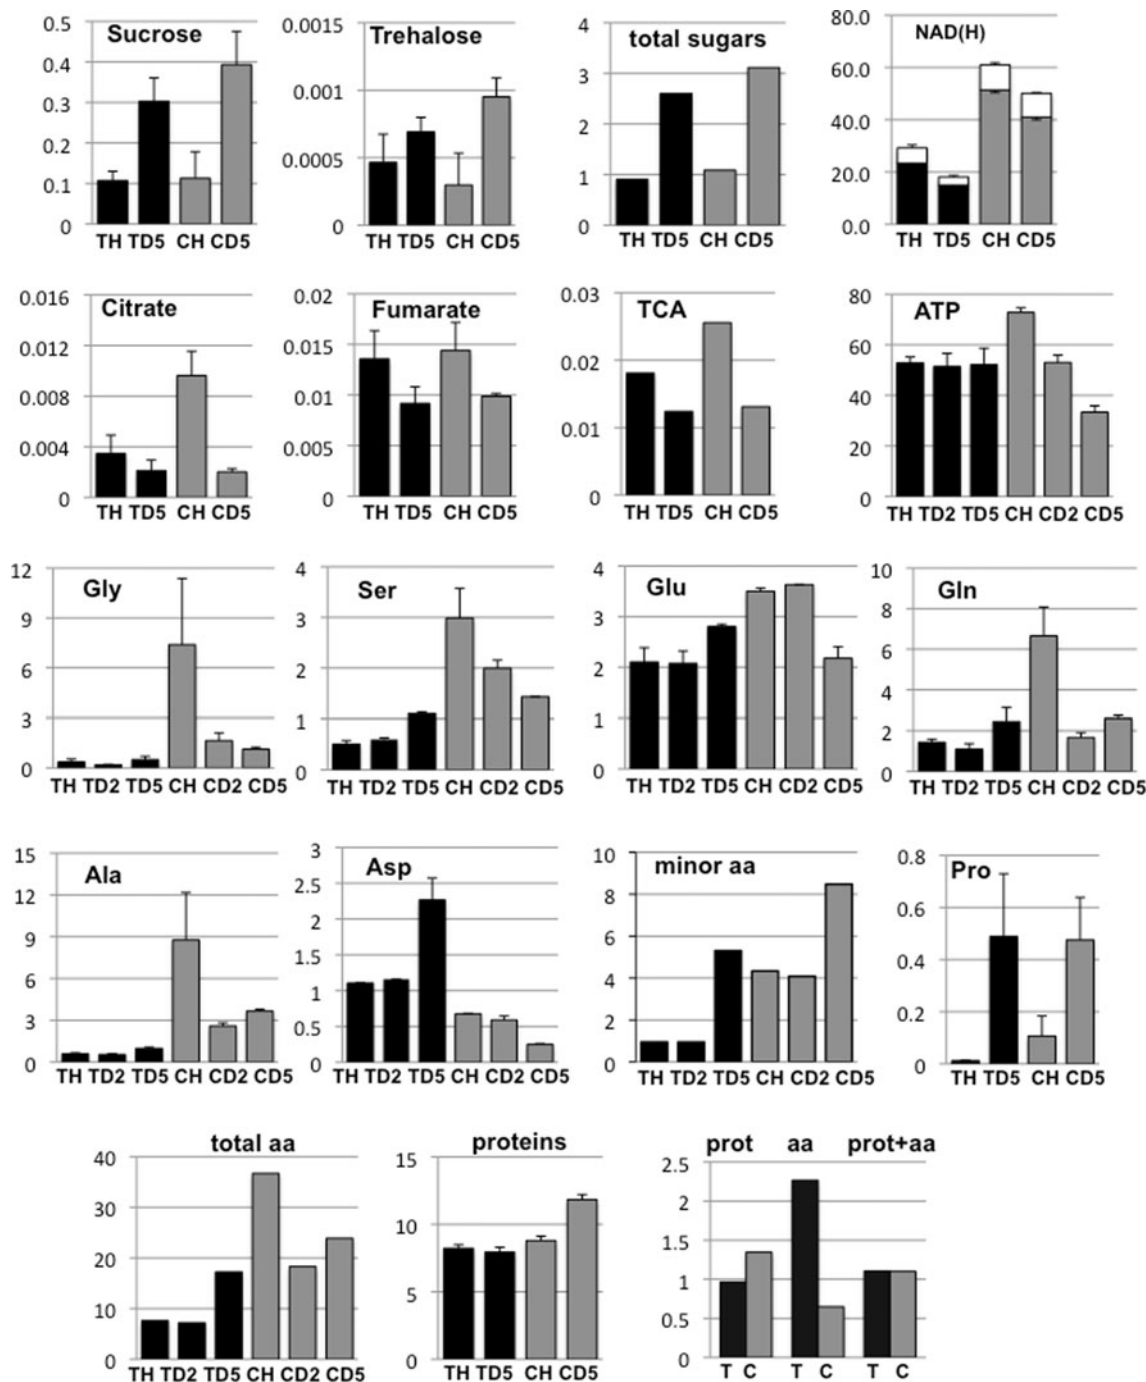 Sucrose
0.5
0.4
0.3
0.2
0.1
0
TH TD5 CH CD5
Trehalose
0.0015
0.001
0.0005
0
TH TD5 CH CD5
total sugars
4
3
2
1
0
TH TD5 CH CD5
NAD(H)
80.0
60.0
40.0
20.0
0.0
TH TD5 CH CD5
Citrate
0.016
0.012
0.008
0.004
0
TH TD5 CH CD5
Fumarate
0.02
0.015
0.01
0.005
0
TH TD5 CH CD5
TCA
0.03
0.02
0.01
0
TH TD5 CH CD5
ATP
80
60
40
20
0
TH TD2 TD5 CH CD2 CD5
Gly
12
9
6
3
0
TH TD2 TD5 CH CD2 CD5
Ser
4
3
2
1
0
TH TD2 TD5 CH CD2 CD5
Glu
4
3
2
1
0
TH TD2 TD5 CH CD2 CD5
Gln
10
8
6
4
2
0
TH TD2 TD5 CH CD2 CD5
Ala
15
12
9
6
3
0
TH TD2 TD5 CH CD2 CD5
Asp
3
2.5
2
1.5
1
0.5
0
TH TD2 TD5 CH CD2 CD5
minor aa
10
8
6
4
2
0
TH TD2 TD5 CH CD2 CD5
Pro
0.8
0.6
0.4
0.2
0
TH TD5 CH CD5
total aa
40
30
20
10
0
TH TD2 TD5 CH CD2 CD5
proteins
15
10
5
0
TH TD5 CH CD5
prot aa prot+aa
2.5
2
1.5
1
0.5
0
T C T C T C